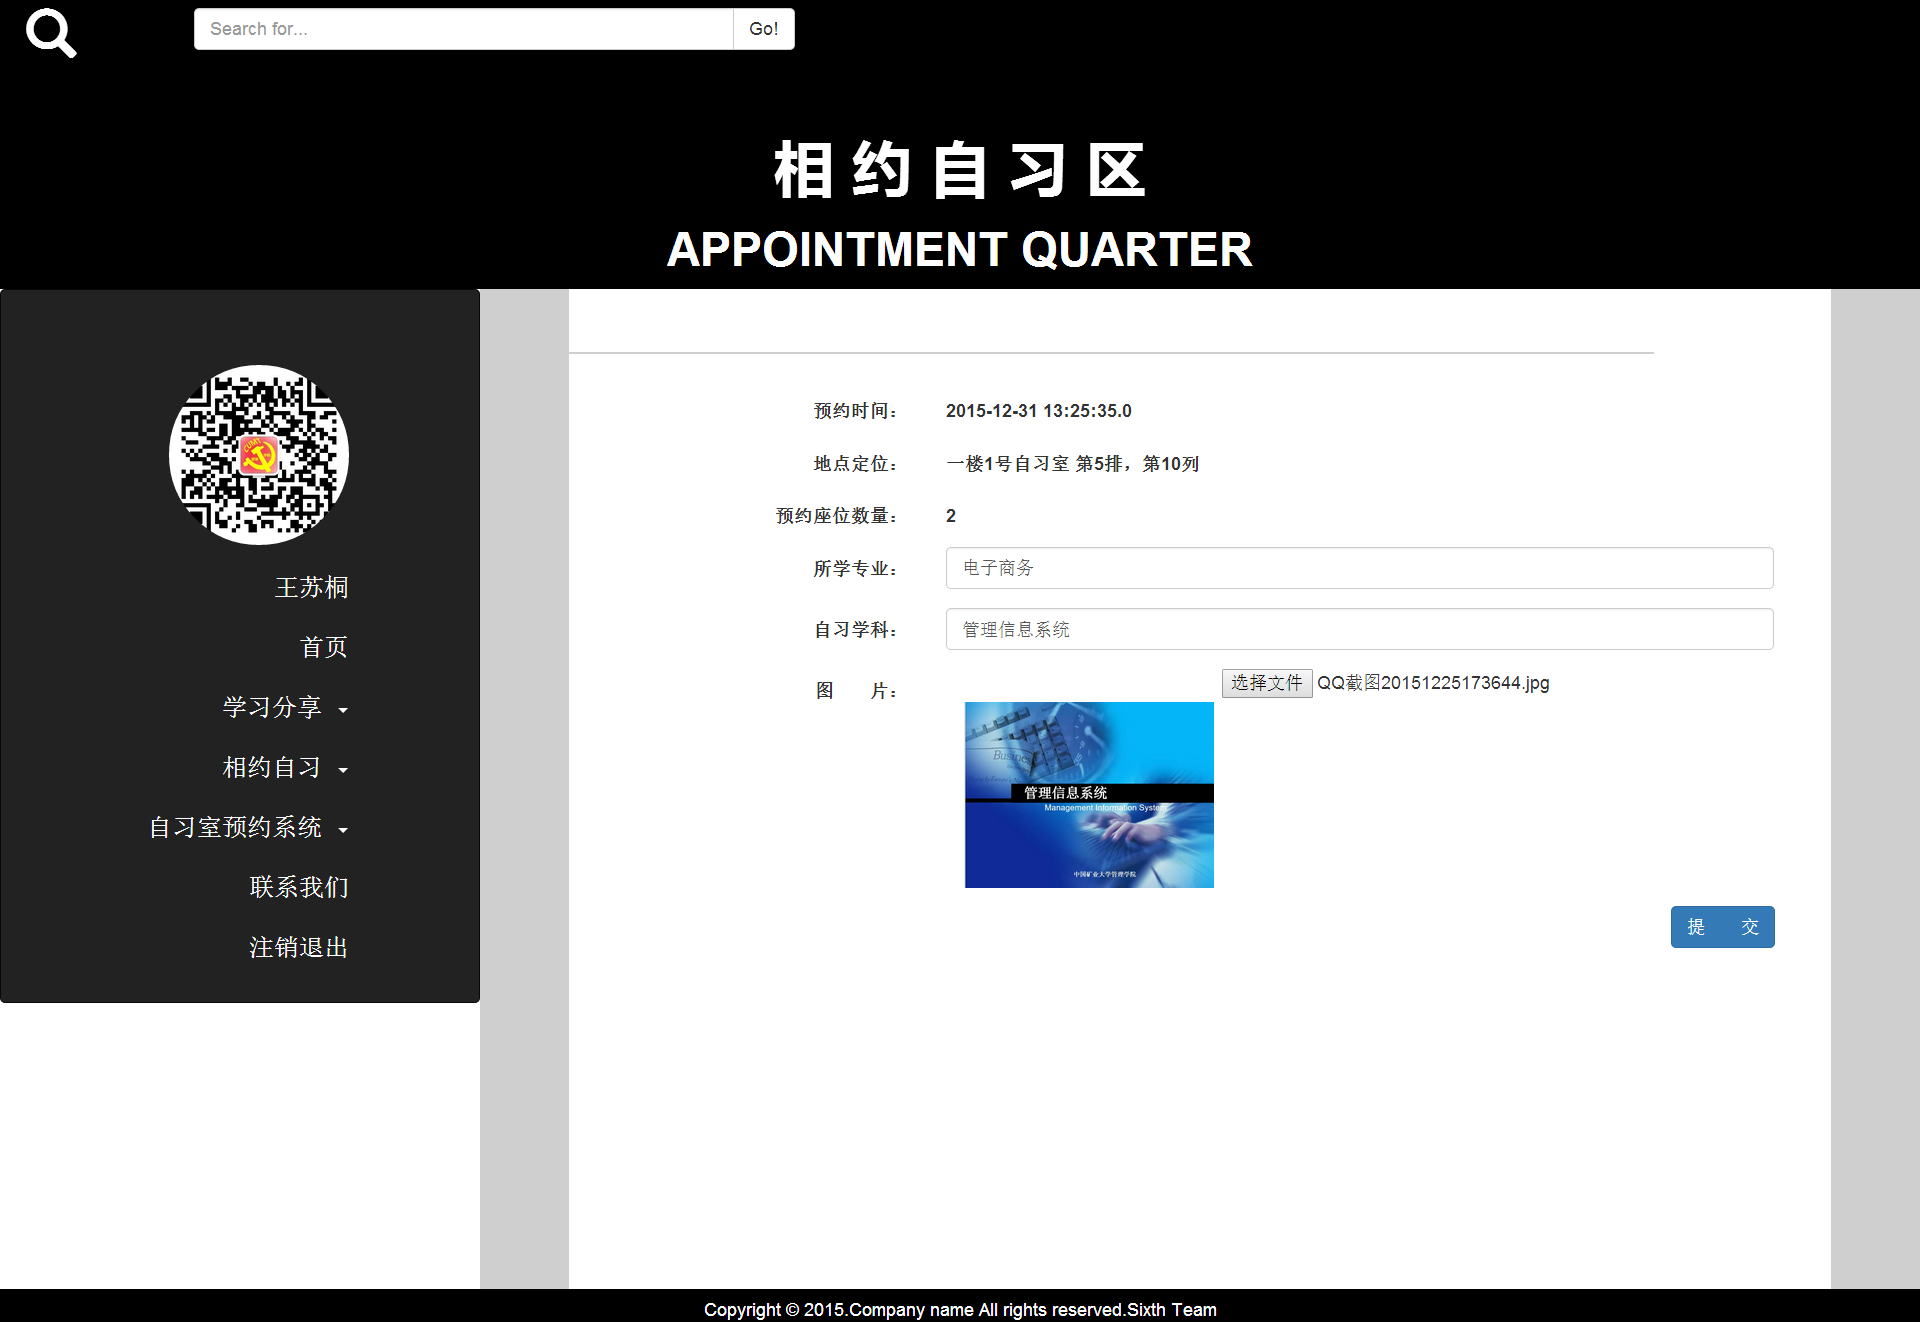 Search for...
Go!
相约自习区
APPOINTMENT QUARTER
CUMT
王苏桐
首页
学习分享
相约自习
自习室预约系统
联系我们
注销退出
预约时间：
2015-12-31 13:25:35.0
地点定位：
一楼1号自习室 第5排，第10列
预约座位数量：
2
所学专业：
电子商务
自习学科：
管理信息系统
图　　片：
选择文件 QQ截图20151225173644.jpg
管理信息系统
Management Information System
中国矿业大学管理学院
提　　交
Copyright © 2015.Company name All rights reserved.Sixth Team